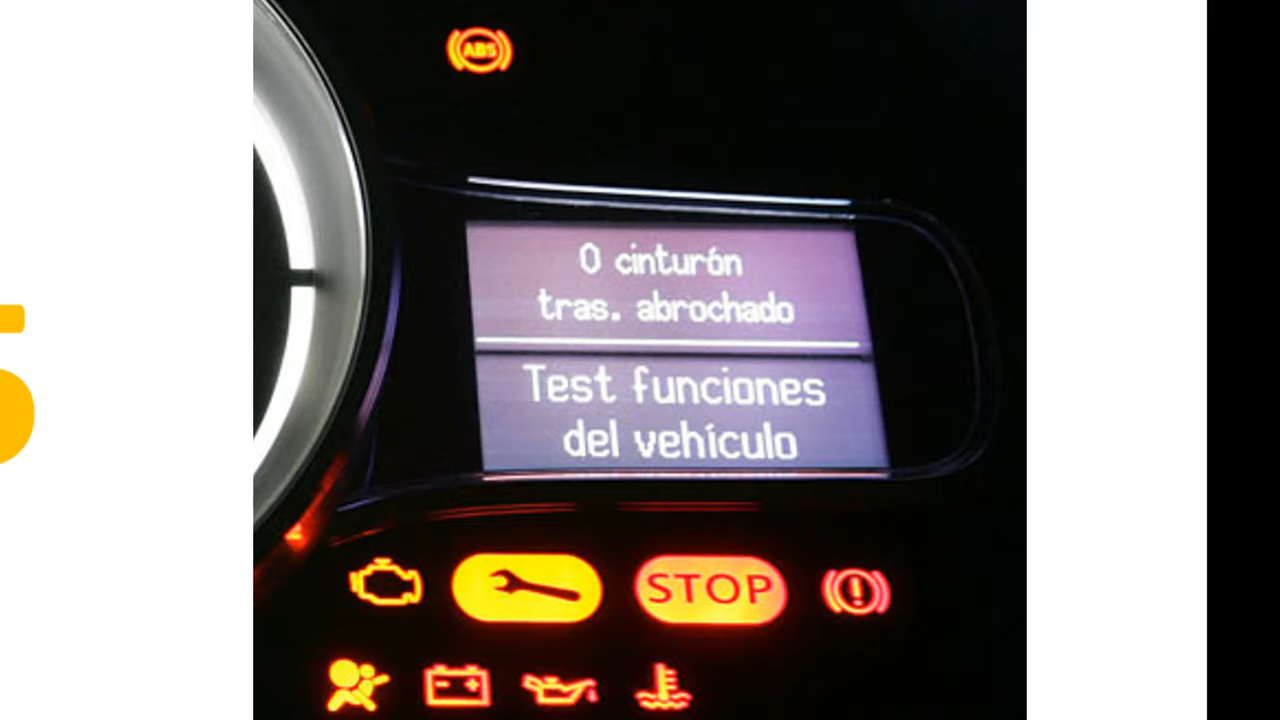 ABS
0 cinturón
tras. abrochado
Test funciones
del vehículo
STOP